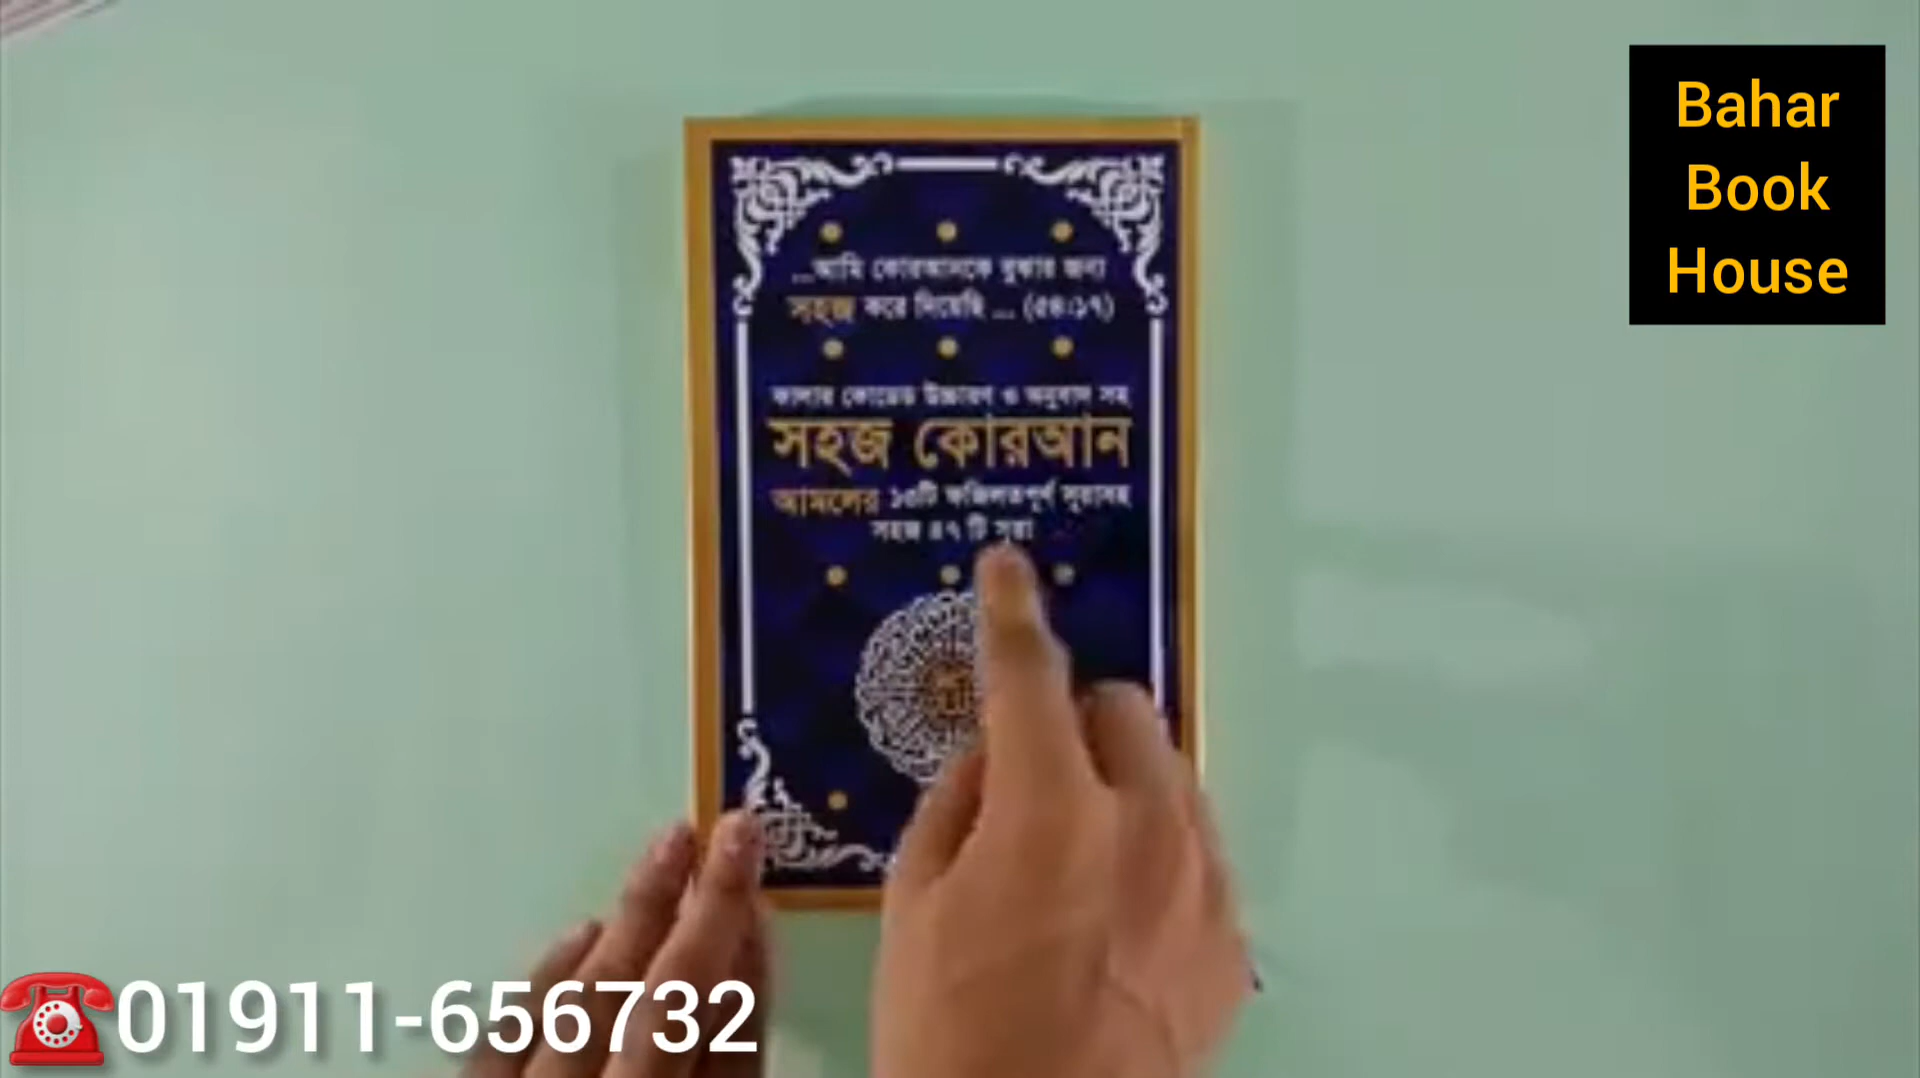 ...আমি কোরআনকে বুঝার জন্য
সহজ করে দিয়েছি ... (৫৪:১৭)
কালার কোডেড উচ্চারণ ও অনুবাদ সহ
সহজ কোরআন
আমলের ১৫টি ফজিলতপূর্ণ সূরাসহ
সহজ ৪৭ টি সূরা
Bahar
Book
House
01911-656732